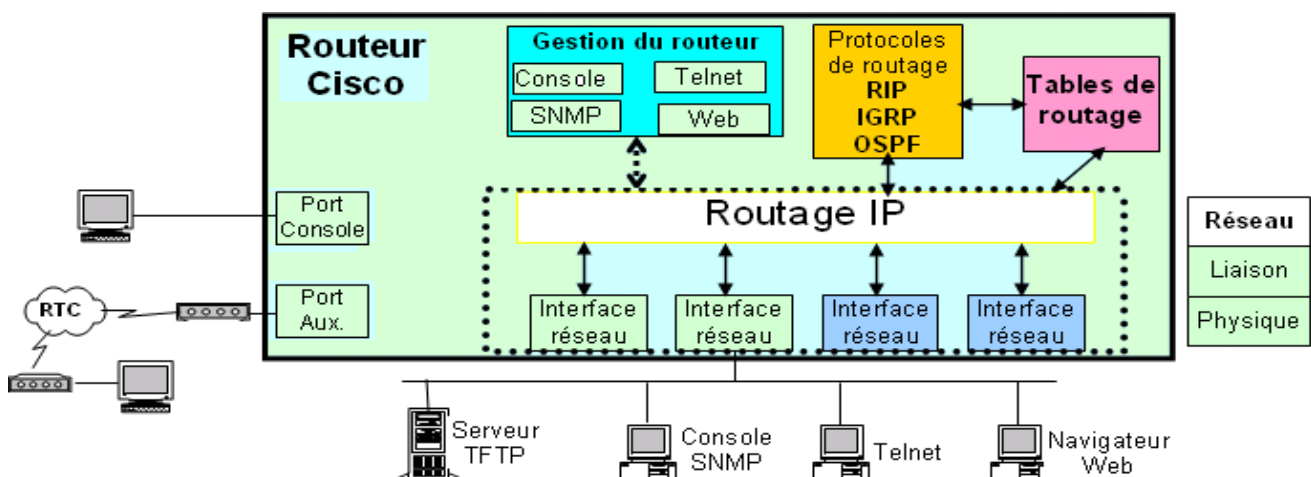 Routeur
Cisco
Gestion du routeur
Console
Telnet
SNMP
Web
Protocoles
de routage
RIP
IGRP
OSPF
Tables de
routage
Port
Console
Routage IP
Réseau
Liaison
Physique
RTC
Port
Aux.
Interface
réseau
Interface
réseau
Interface
réseau
Interface
réseau
Serveur
TFTP
Console
SNMP
Telnet
Navigateur
Web